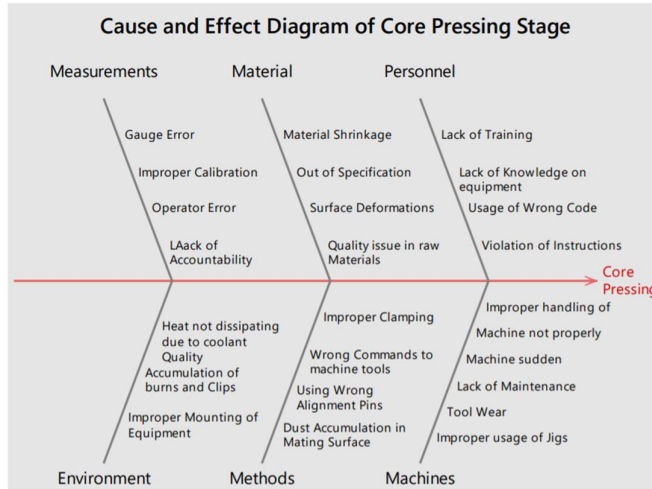 Cause and Effect Diagram of Core Pressing Stage
Measurements
Material
Personnel
Gauge Error
Improper Calibration
Operator Error
LAack of
Accountability
Material Shrinkage
Out of Specification
Surface Deformations
Quality issue in raw
Materials
Lack of Training
Lack of Knowledge on
equipment
Usage of Wrong Code
Violation of Instructions
Core
Pressing
Heat not dissipating
due to coolant
Quality
Accumulation of
burns and Clips
Improper Mounting of
Equipment
Improper Clamping
Wrong Commands to
machine tools
Using Wrong
Alignment Pins
Dust Accumulation in
Mating Surface
Improper handling of
Machine not properly
Machine sudden
Lack of Maintenance
Tool Wear
Improper usage of Jigs
Environment
Methods
Machines